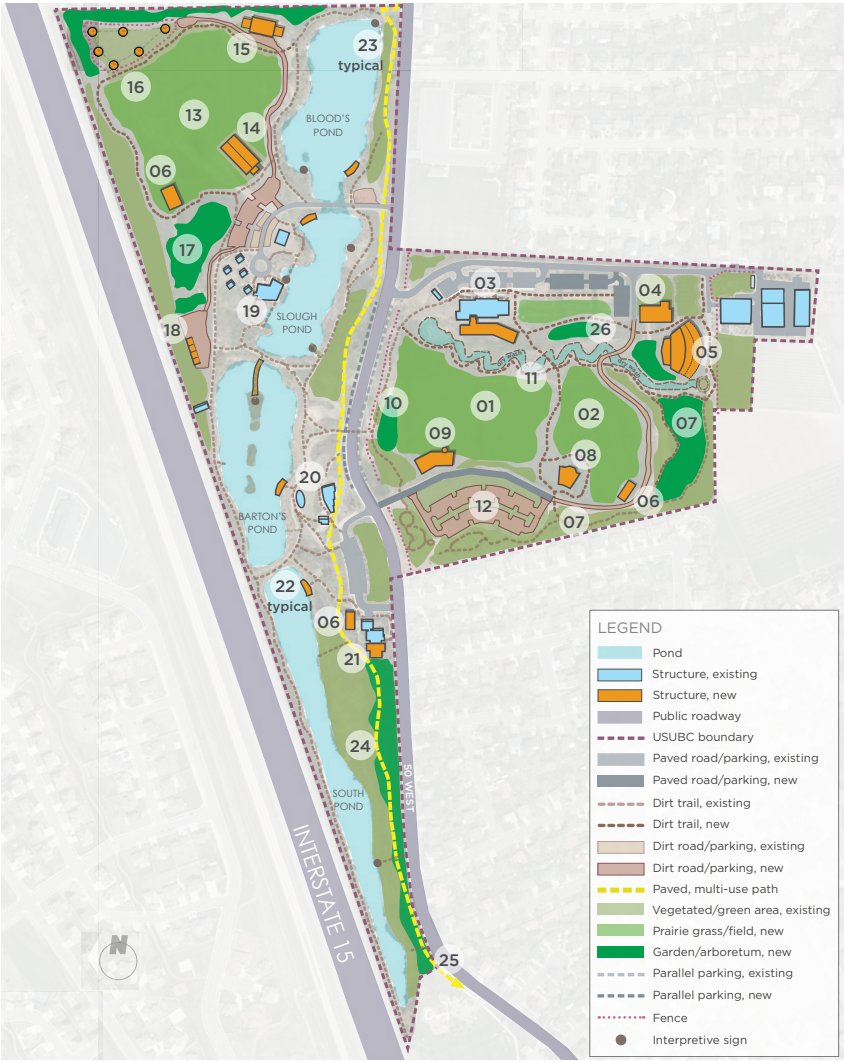 23
typical
15
16
13
14
BLOOD'S
POND
06
17
03
04
18
19
SLOUGH
POND
26
05
11
10
01
02
07
09
08
20
12
06
07
BARTON'S
POND
22
typical
06
21
24
50 WEST
SOUTH
POND
INTERSTATE 15
N
25
LEGEND
Pond
Structure, existing
Structure, new
Public roadway
USUBC boundary
Paved road/parking, existing
Paved road/parking, new
Dirt trail, existing
Dirt trail, new
Dirt road/parking, existing
Dirt road/parking, new
Paved, multi-use path
Vegetated/green area, existing
Prairie grass/field, new
Garden/arboretum, new
Parallel parking, existing
Parallel parking, new
Fence
Interpretive sign